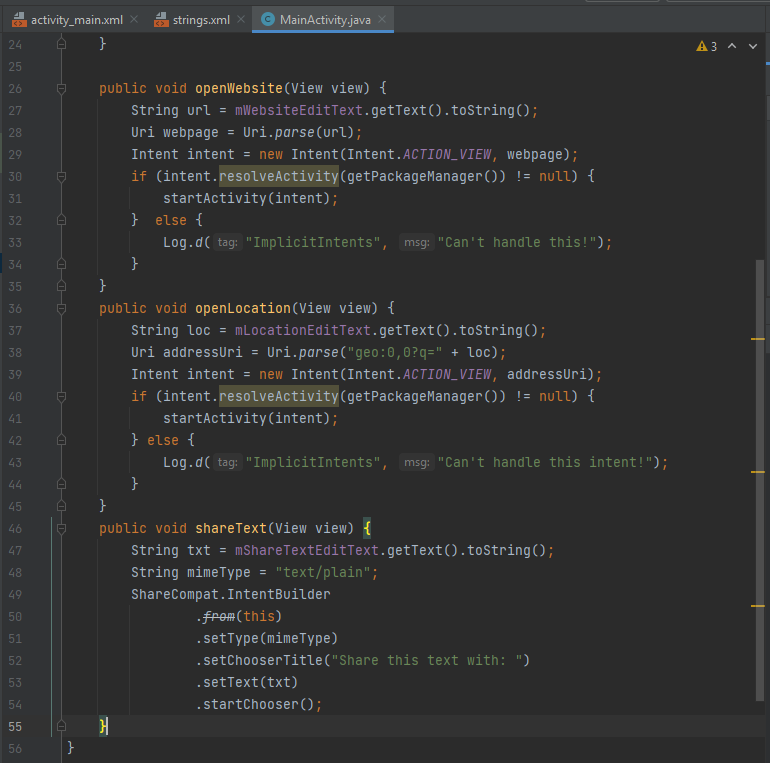 activity_main.xml strings.xml MainActivity.java
3
24 }
25
26 public void openWebsite(View view) {
27 String url = mWebsiteEditText.getText().toString();
28 Uri webpage = Uri.parse(url);
29 Intent intent = new Intent(Intent.ACTION_VIEW, webpage);
30 if (intent.resolveActivity(getPackageManager()) != null) {
31 startActivity(intent);
32 } else {
33 Log.d( tag: "ImplicitIntents", msg: "Can't handle this!");
34 }
35 }
36 public void openLocation(View view) {
37 String loc = mLocationEditText.getText().toString();
38 Uri addressUri = Uri.parse("geo:0,0?q=" + loc);
39 Intent intent = new Intent(Intent.ACTION_VIEW, addressUri);
40 if (intent.resolveActivity(getPackageManager()) != null) {
41 startActivity(intent);
42 } else {
43 Log.d( tag: "ImplicitIntents", msg: "Can't handle this intent!");
44 }
45 }
46 public void shareText(View view) {
47 String txt = mShareTextEditText.getText().toString();
48 String mimeType = "text/plain";
49 ShareCompat.IntentBuilder
50 .from(this)
51 .setType(mimeType)
52 .setChooserTitle("Share this text with: ")
53 .setText(txt)
54 .startChooser();
55 }
56 }